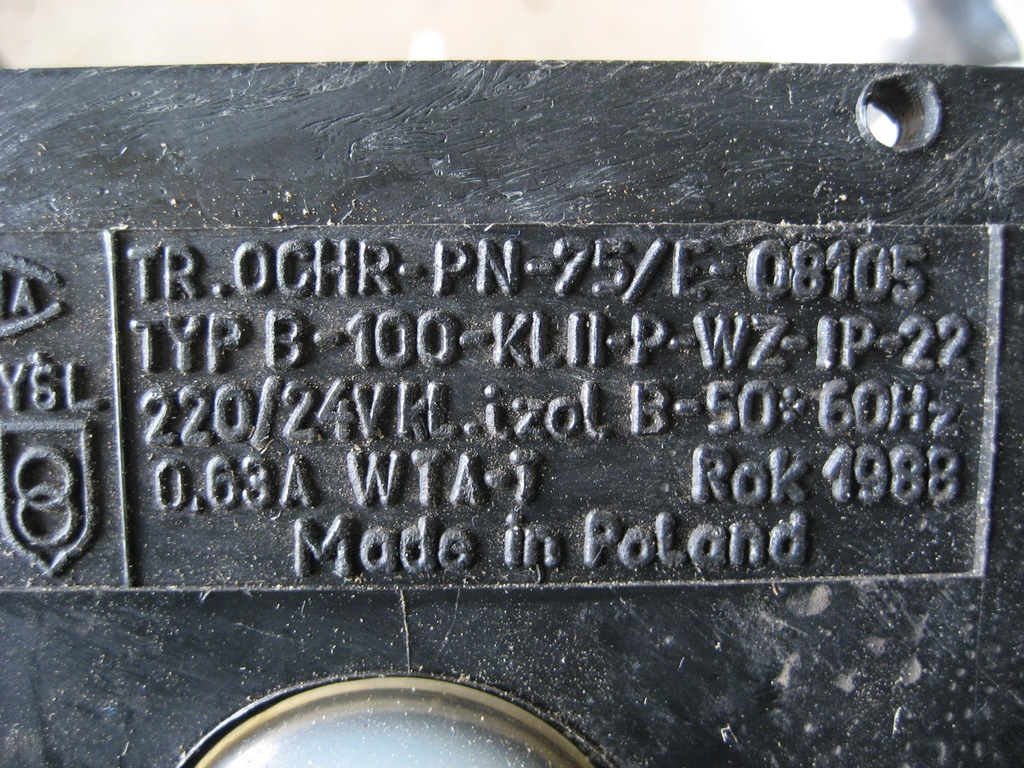 TR.OCHR-PN-75/E-08105
TYP B-100-KLII-P-WZ-IP-22
220/24V KL.izol. B-50÷60Hz
0.63A WTA-T Rok 1988
Made in Poland